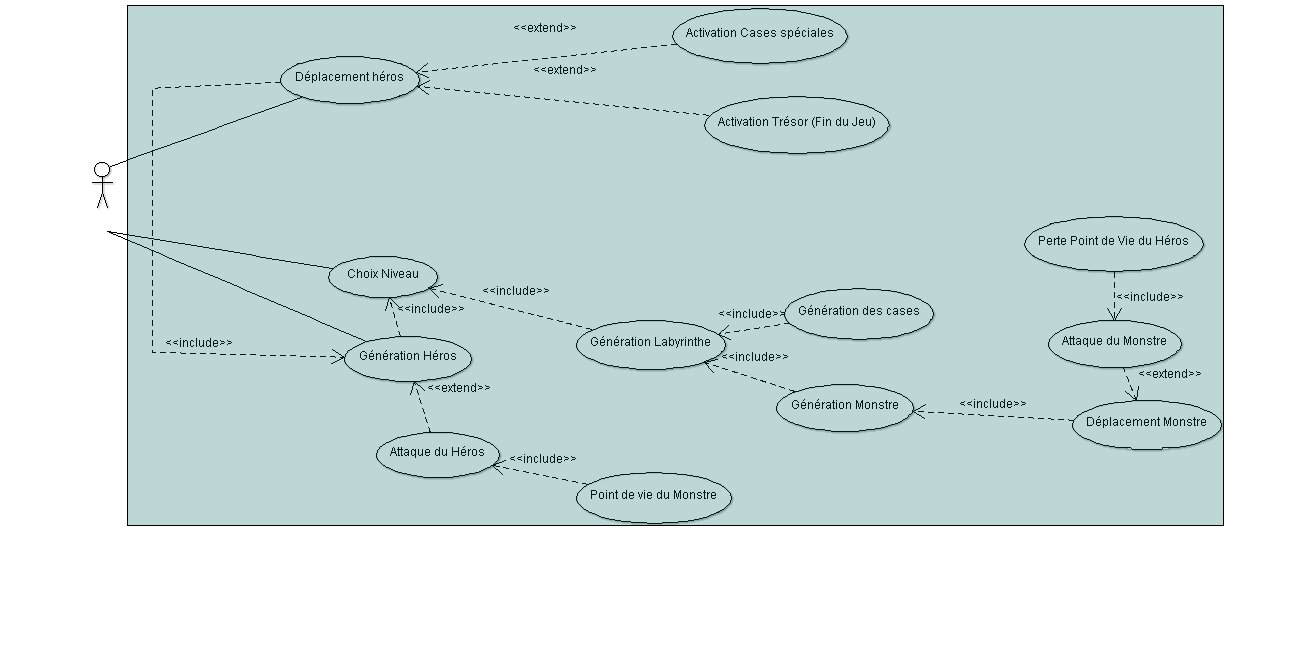 <<extend>>
Activation Cases spéciales
Déplacement héros
<<extend>>
Activation Trésor (Fin du Jeu)
Perte Point de Vie du Héros
Choix Niveau
<<include>>
<<include>>
<<include>>
Génération des cases
<<include>>
<<include>>
Génération Labyrinthe
Attaque du Monstre
<<include>>
Génération Héros
<<include>>
<<extend>>
<<extend>>
Génération Monstre
<<include>>
Déplacement Monstre
Attaque du Héros
<<include>>
Point de vie du Monstre